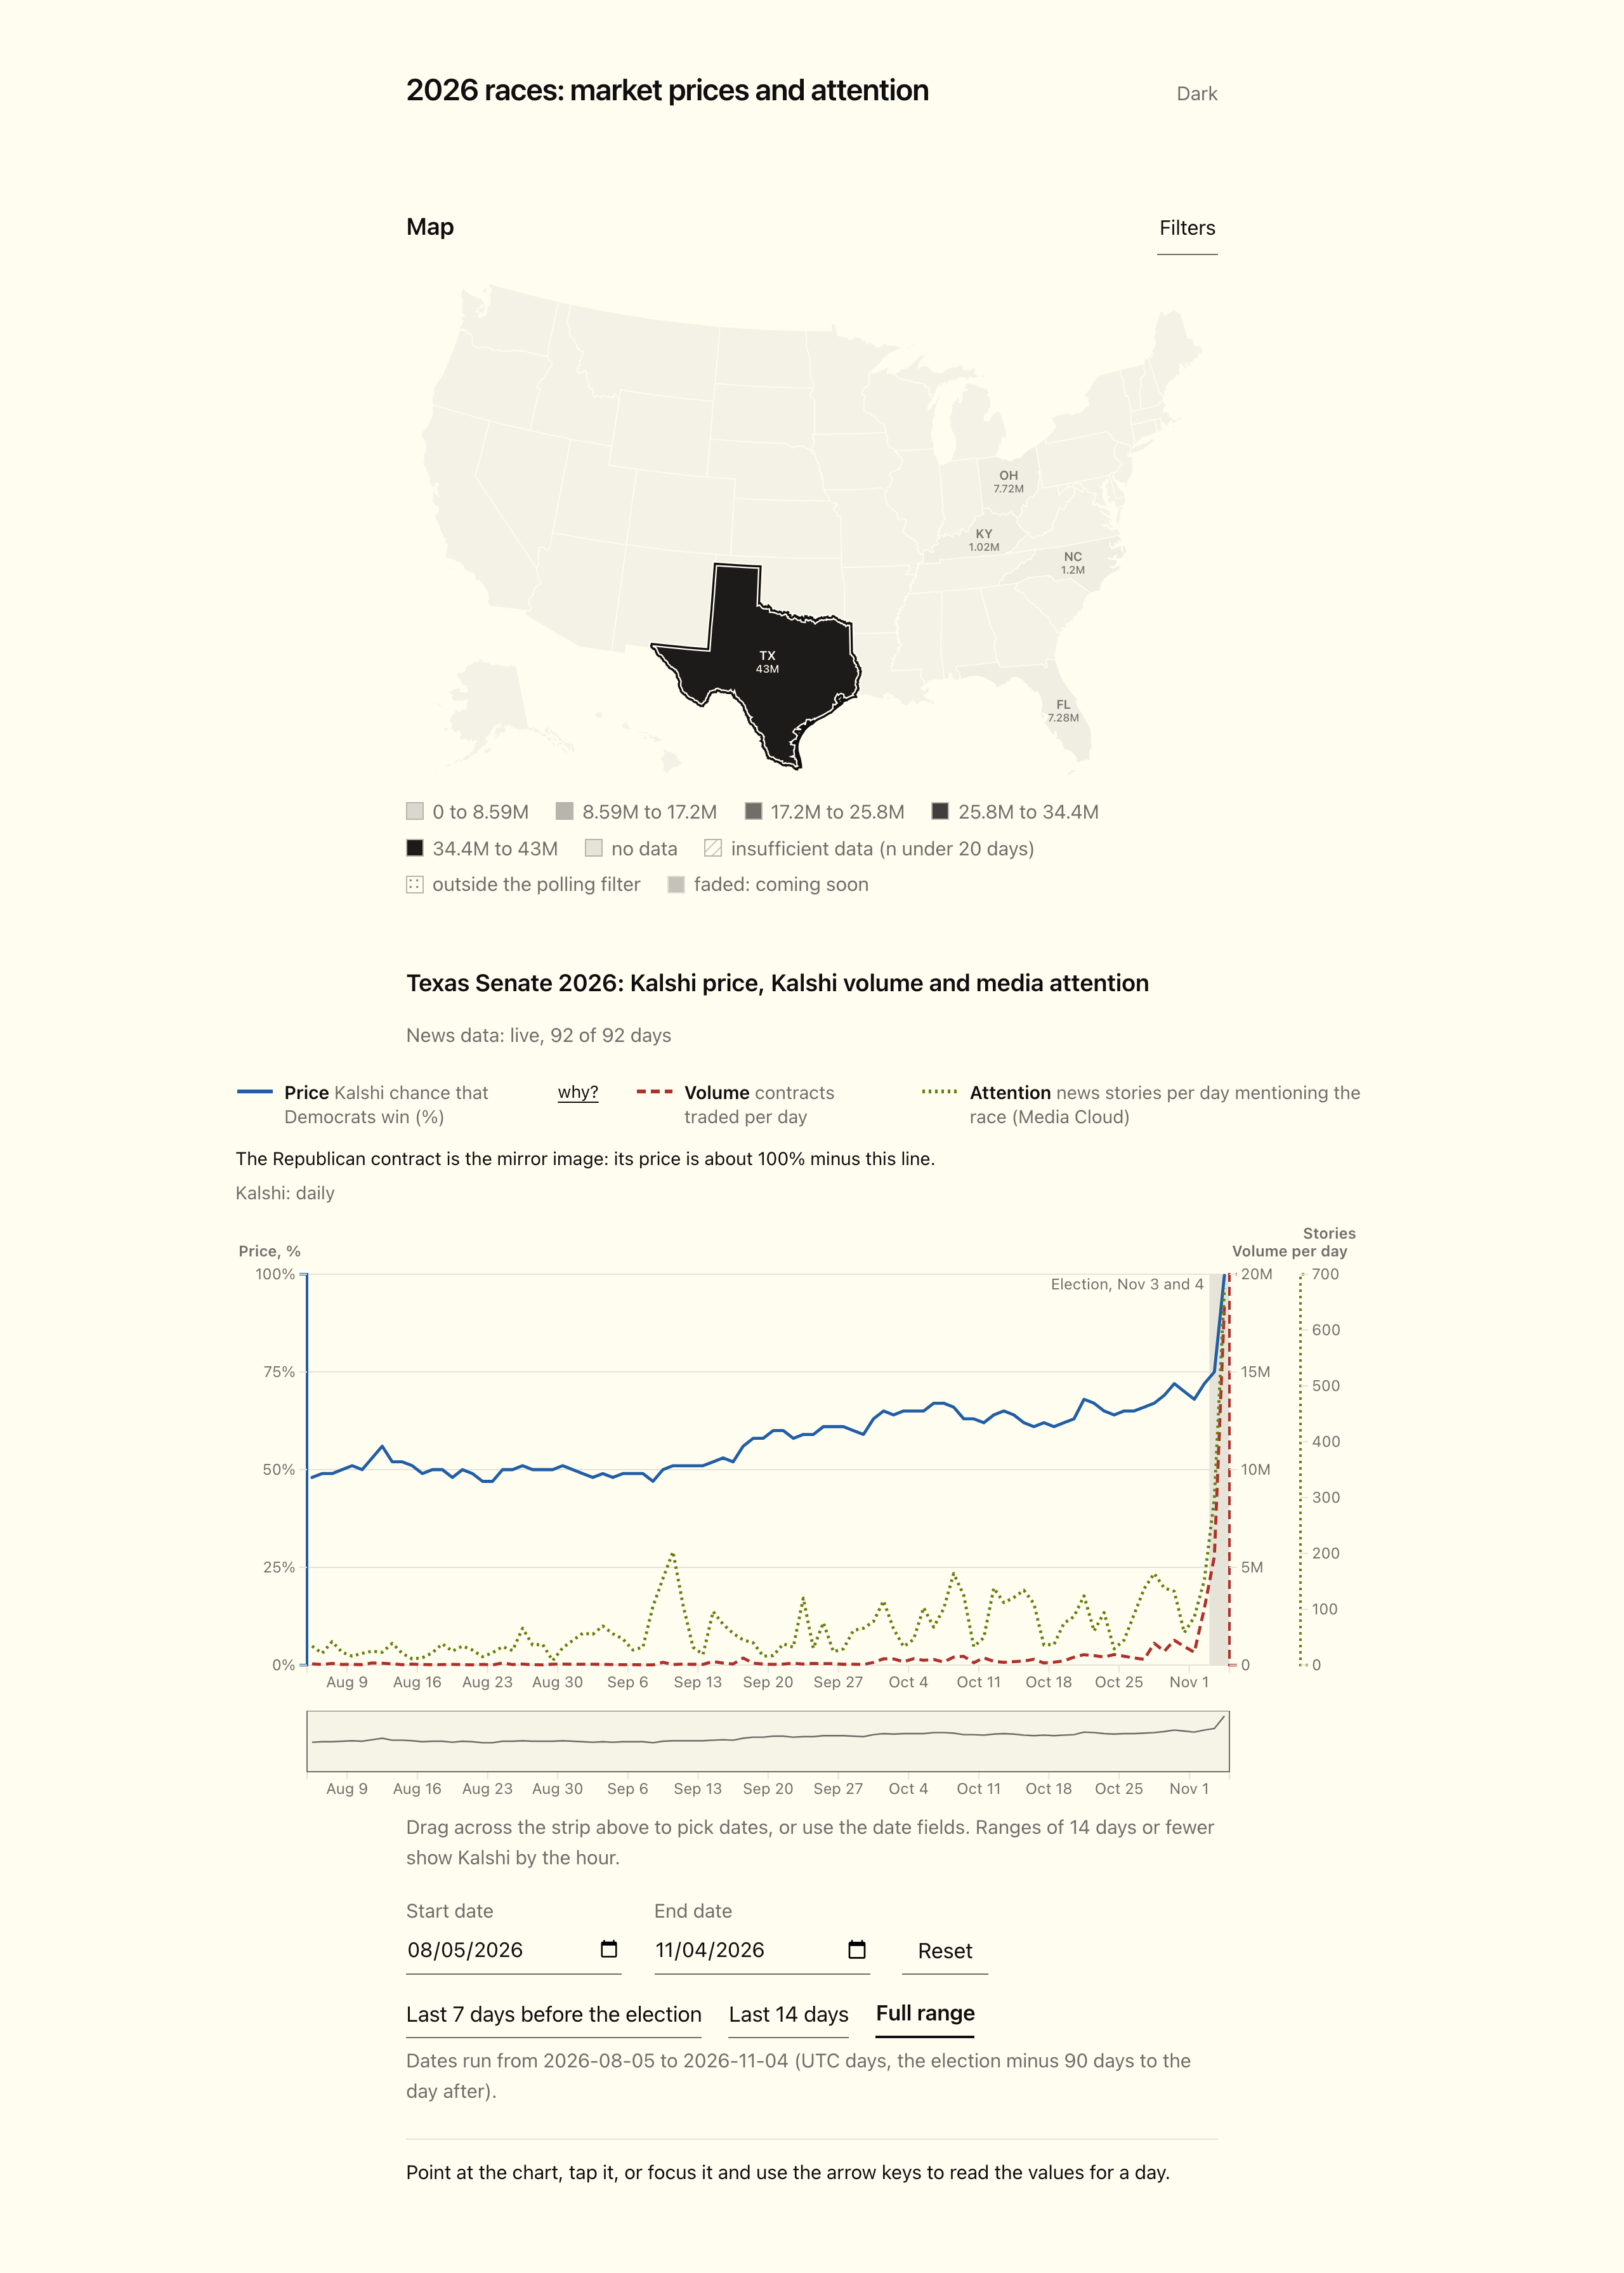 2026 races: market prices and attention
Dark
Map
Filters
OH
7.72M
KY
1.02M
NC
1.2M
TX
43M
FL
7.28M
0 to 8.59M 8.59M to 17.2M 17.2M to 25.8M 25.8M to 34.4M
34.4M to 43M no data insufficient data (n under 20 days)
outside the polling filter faded: coming soon
Texas Senate 2026: Kalshi price, Kalshi volume and media attention
News data: live, 92 of 92 days
Price Kalshi chance that
Democrats win (%)
why?
Volume contracts
traded per day
Attention news stories per day mentioning the
race (Media Cloud)
The Republican contract is the mirror image: its price is about 100% minus this line.
Kalshi: daily
Price, %
Volume
Stories
per day
Election, Nov 3 and 4
100%
75%
50%
25%
0%
20M
15M
10M
5M
0
700
600
500
400
300
200
100
0
Aug 9 Aug 16 Aug 23 Aug 30 Sep 6 Sep 13 Sep 20 Sep 27 Oct 4 Oct 11 Oct 18 Oct 25 Nov 1
Aug 9 Aug 16 Aug 23 Aug 30 Sep 6 Sep 13 Sep 20 Sep 27 Oct 4 Oct 11 Oct 18 Oct 25 Nov 1
Drag across the strip above to pick dates, or use the date fields. Ranges of 14 days or fewer
show Kalshi by the hour.
Start date End date
08/05/2026 11/04/2026 Reset
Last 7 days before the election Last 14 days Full range
Dates run from 2026-08-05 to 2026-11-04 (UTC days, the election minus 90 days to the
day after).
Point at the chart, tap it, or focus it and use the arrow keys to read the values for a day.